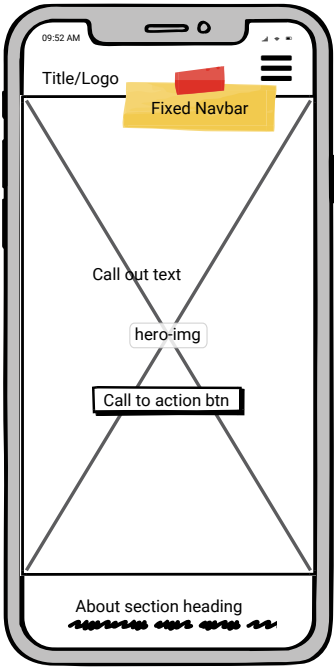 09:52 AM
Title/Logo
Fixed Navbar
Call out text
hero-img
Call to action btn
About section heading